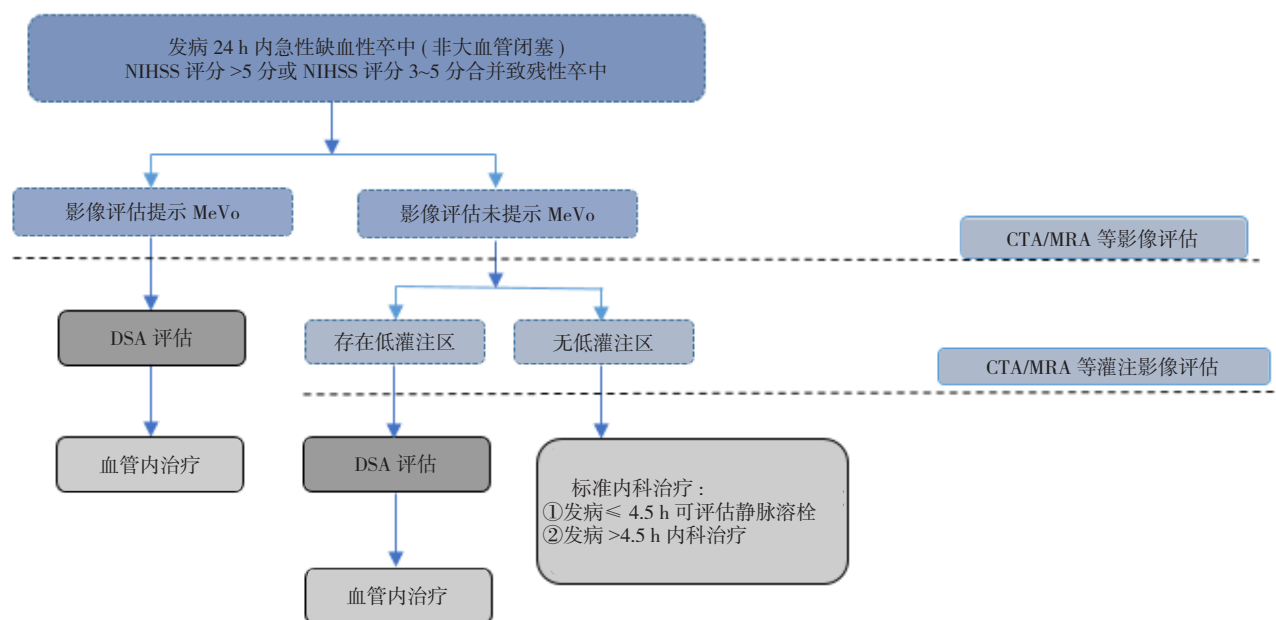 发病 24 h 内急性缺血性卒中 ( 非大血管闭塞 )
NIHSS 评分 >5 分或 NIHSS 评分 3~5 分合并致残性卒中
影像评估提示 MeVo
影像评估未提示 MeVo
CTA/MRA 等影像评估
DSA 评估
存在低灌注区
无低灌注区
CTA/MRA 等灌注影像评估
血管内治疗
DSA 评估
标准内科治疗 :
①发病≤ 4.5 h 可评估静脉溶栓
②发病 >4.5 h 内科治疗
血管内治疗